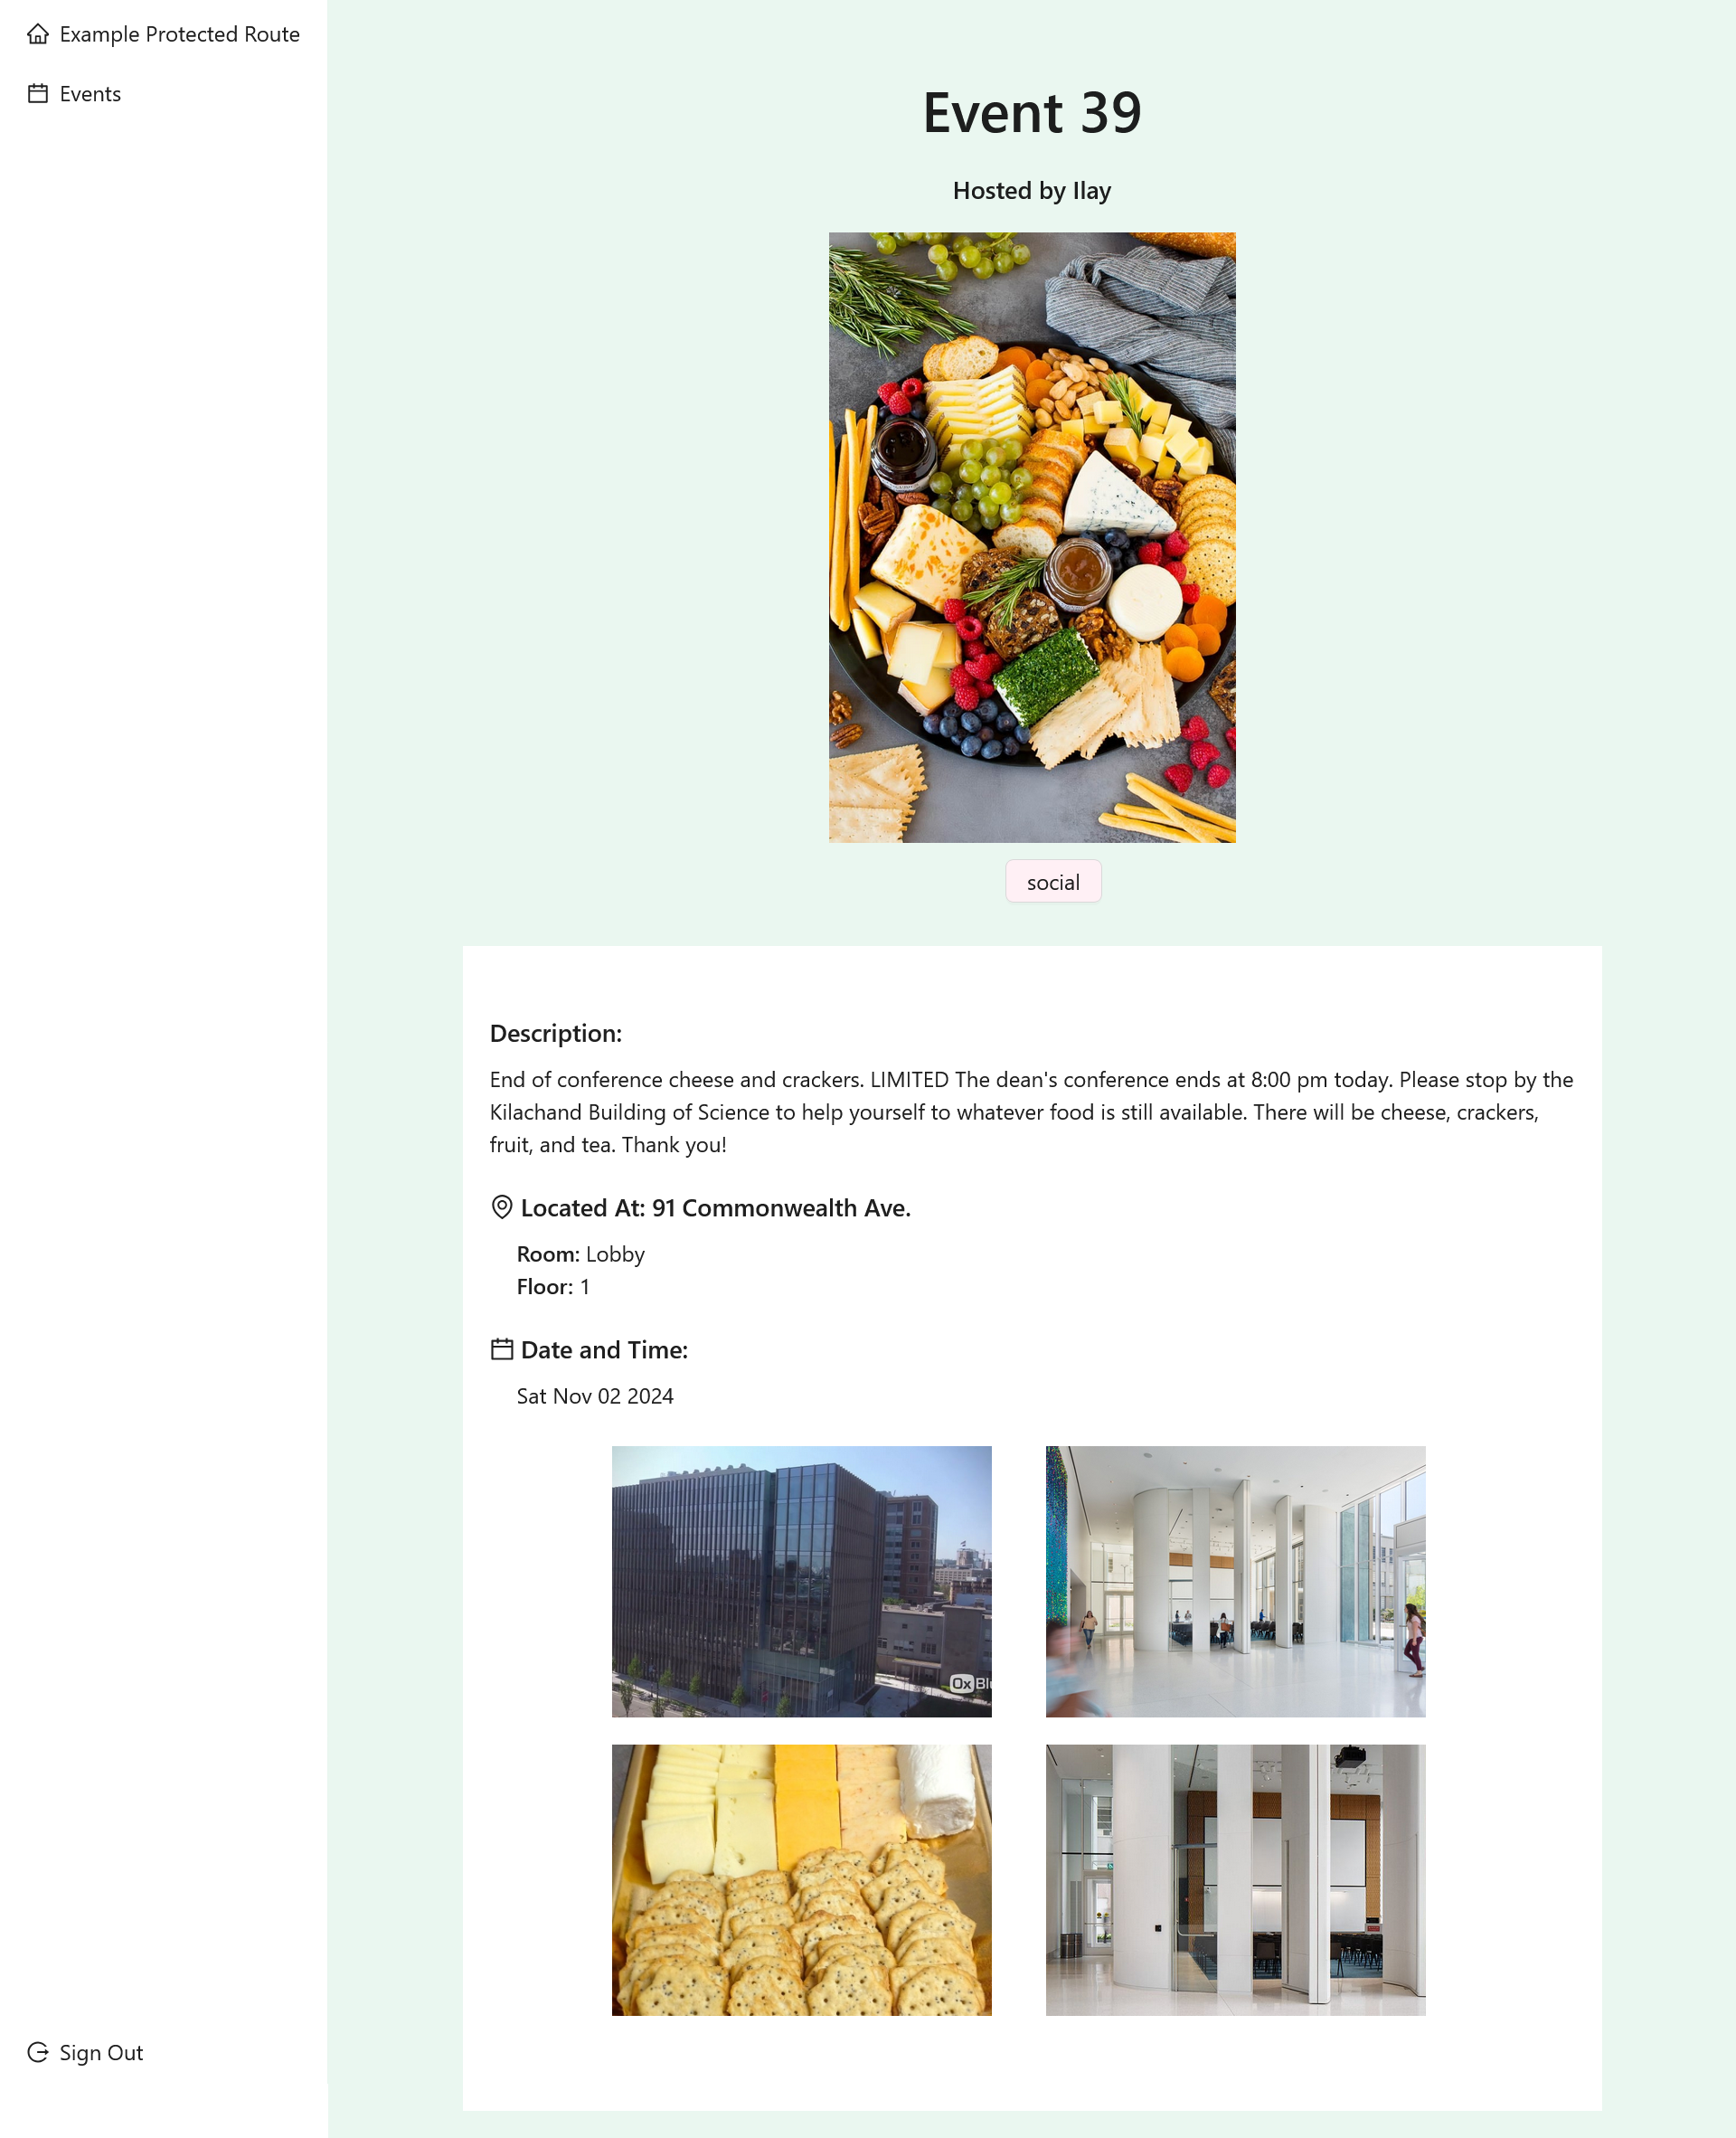 Example Protected Route
Events
Event 39
Hosted by Ilay
social
Description:
End of conference cheese and crackers. LIMITED The dean's conference ends at 8:00 pm today. Please stop by the
Kilachand Building of Science to help yourself to whatever food is still available. There will be cheese, crackers,
fruit, and tea. Thank you!
Located At: 91 Commonwealth Ave.
Room: Lobby
Floor: 1
Date and Time:
Sat Nov 02 2024
OxBlu
Sign Out